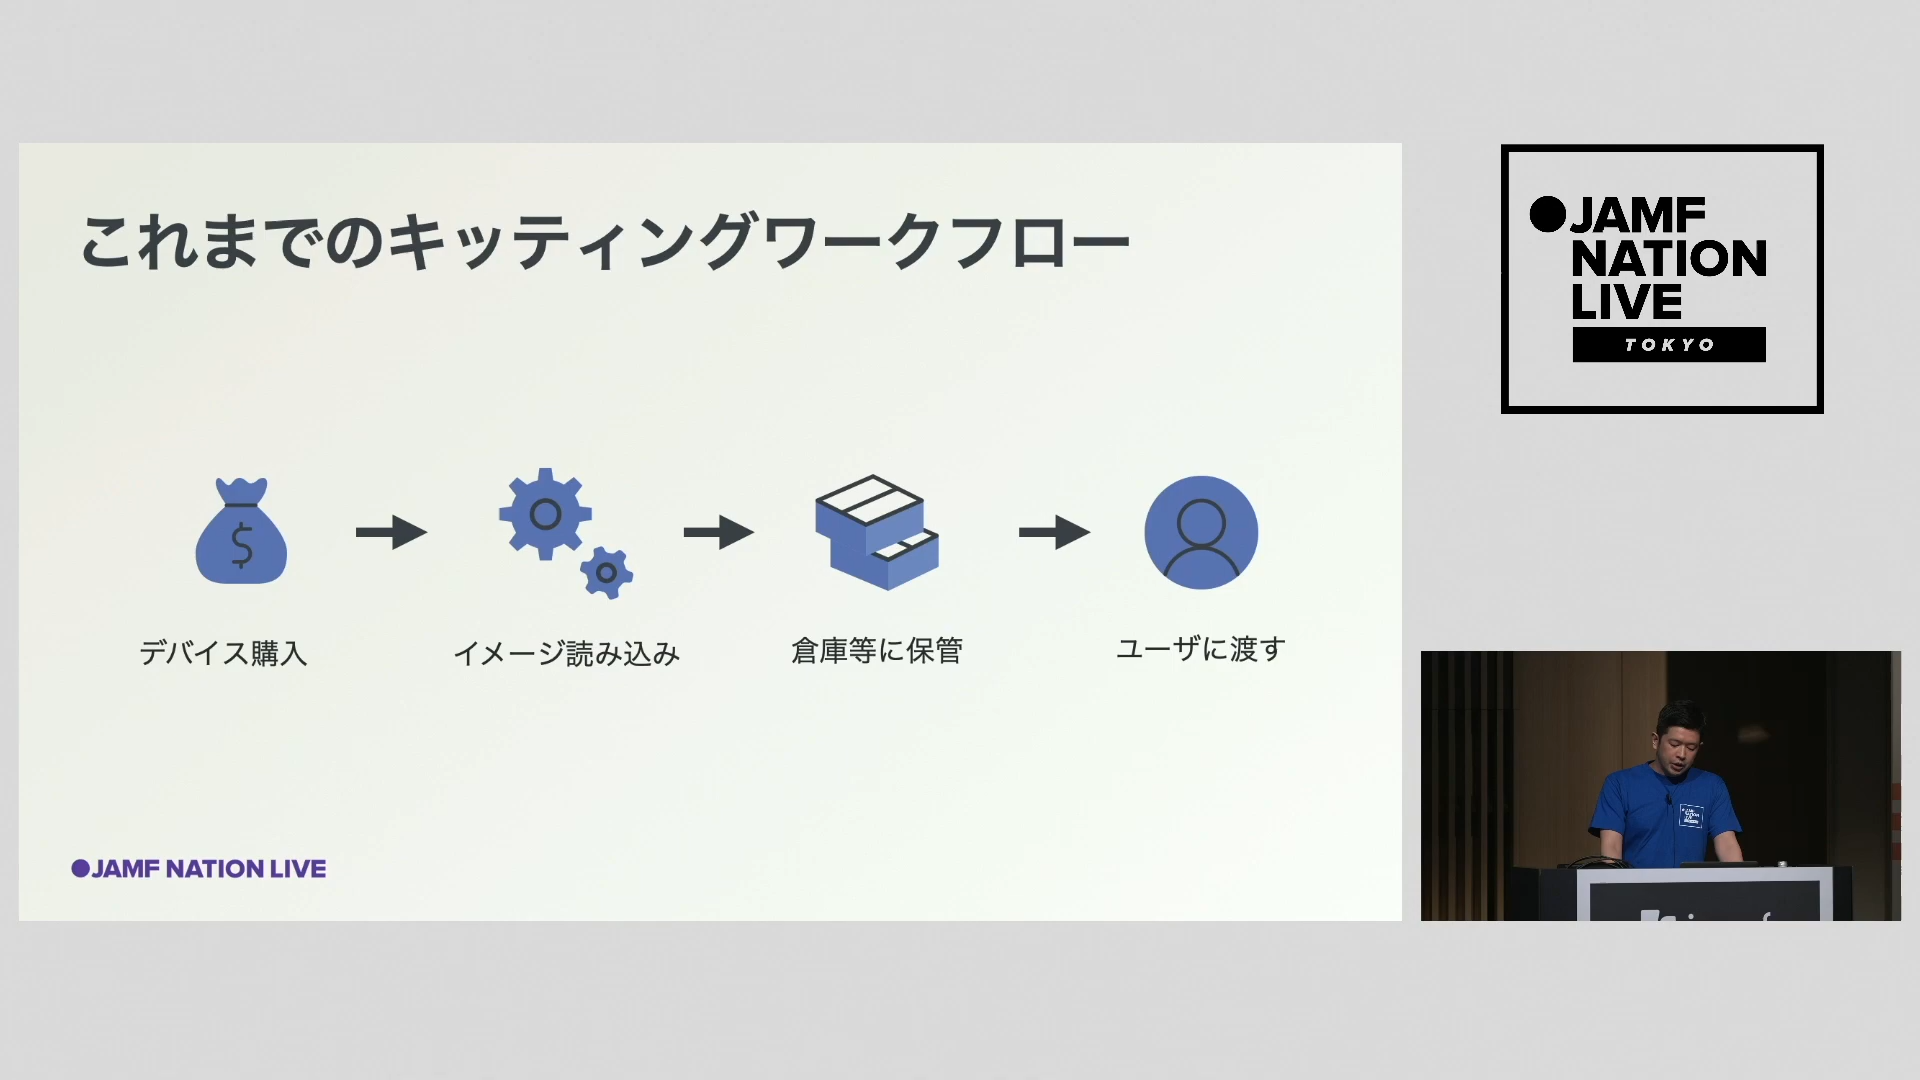 これまでのキッティングワークフロー
$
デバイス購入
イメージ読み込み
倉庫等に保管
ユーザに渡す
JAMF NATION LIVE
JAMF
NATION
LIVE
TOKYO